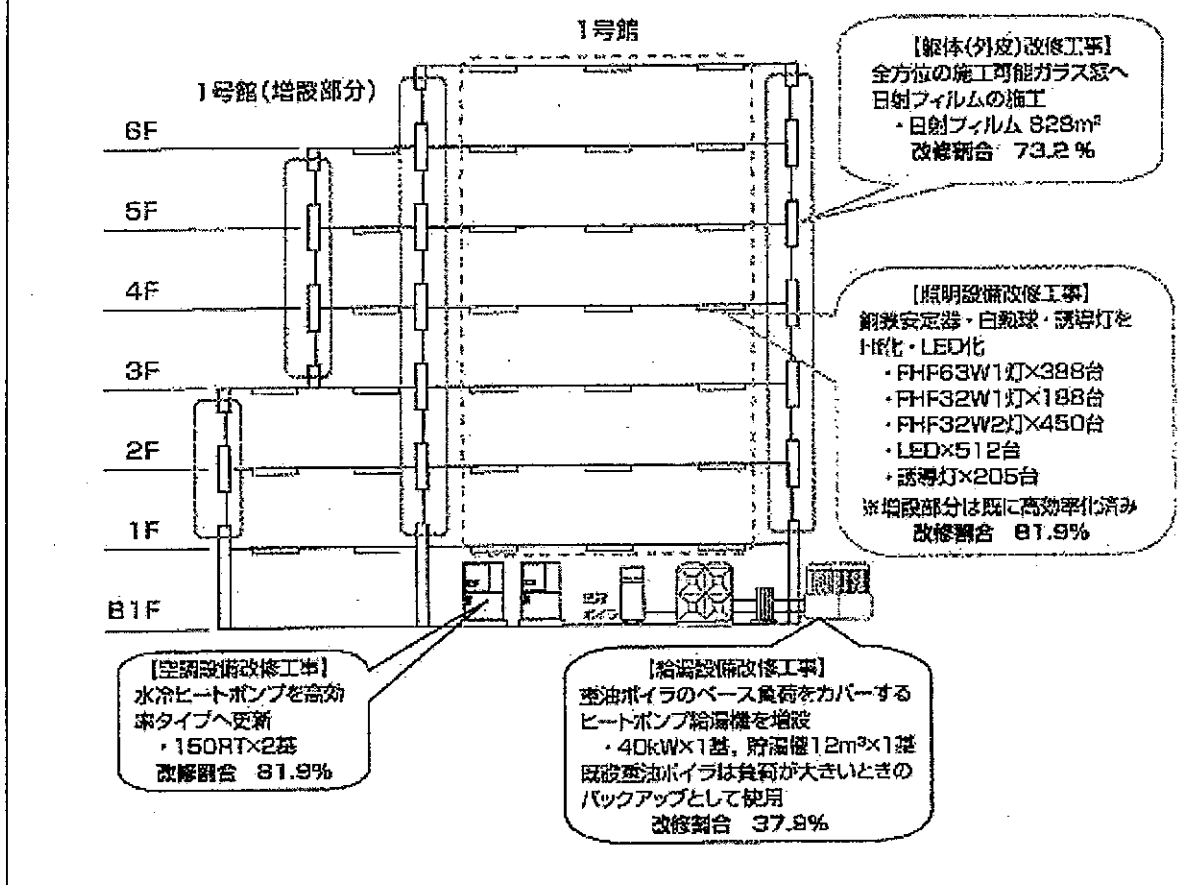 1号館
1号館(増設部分)
6F
5F
4F
3F
2F
1F
B1F
【躯体(外皮)改修工事】
全方位の施工可能ガラス窓へ
日射フィルムの施工
・日射フィルム 828m²
改修割合 73.2%
【照明設備改修工事】
銅鉄安定器・白熱球・誘導灯を
Hf化・LED化
・FHF63W1灯×398台
・FHF32W1灯×188台
・FHF32W2灯×450台
・LED×512台
・誘導灯×205台
※増設部分は既に高効率化済み
改修割合 81.9%
ボイラ
【空調設備改修工事】
水冷ヒートポンプを高効
率タイプへ更新
・150RT×2基
改修割合 81.9%
【給湯設備改修工事】
重油ボイラのベース負荷をカバーする
ヒートポンプ給湯機を増設
・40kW×1基，貯湯槽12m³×1基
既設重油ボイラは負荷が大きいときの
バックアップとして使用
改修割合 37.8%